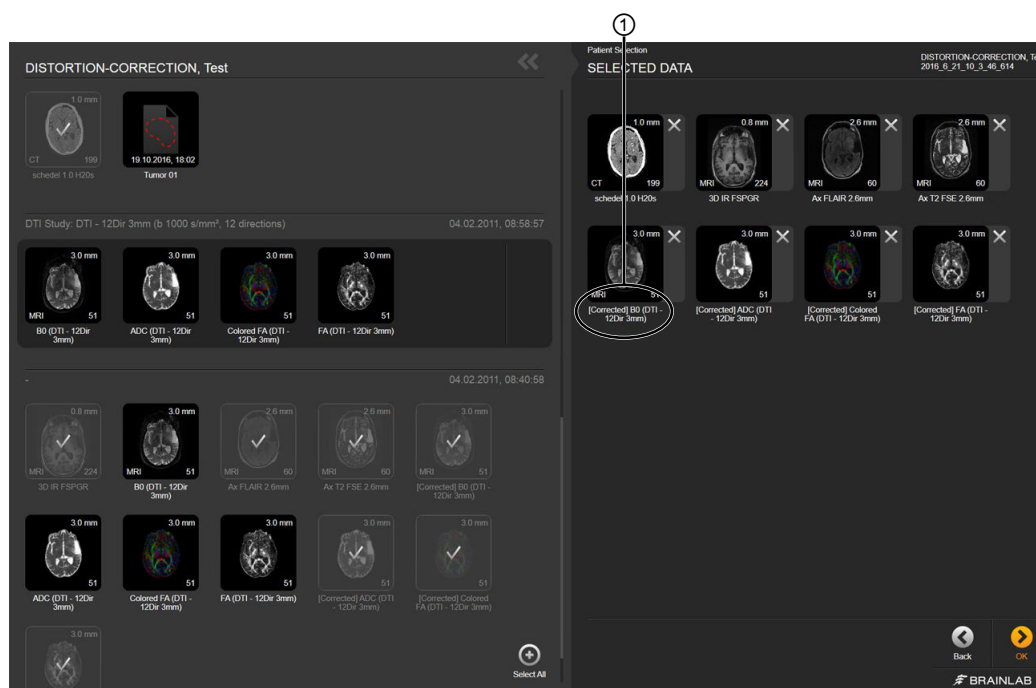 1
DISTORTION-CORRECTION, Test
1.0 mm
CT 199
schedel 1.0 H20s
19.10.2016, 18:02
Tumor 01
DTI Study: DTI - 12Dir 3mm (b 1000 s/mm², 12 directions) 04.02.2011, 08:58:57
3.0 mm
MRI 51
B0 (DTI - 12Dir
3mm)
3.0 mm
51
ADC (DTI - 12Dir
3mm)
3.0 mm
51
Colored FA (DTI -
12Dir 3mm)
3.0 mm
51
FA (DTI - 12Dir 3mm)
- 04.02.2011, 08:40:58
0.8 mm
MRI 224
3D IR FSPGR
3.0 mm
MRI 51
B0 (DTI - 12Dir
3mm)
2.6 mm
MRI 60
Ax FLAIR 2.6mm
2.6 mm
MRI 60
Ax T2 FSE 2.6mm
3.0 mm
MRI 51
[Corrected] B0 (DTI -
12Dir 3mm)
3.0 mm
51
ADC (DTI - 12Dir
3mm)
3.0 mm
51
Colored FA (DTI -
12Dir 3mm)
3.0 mm
51
FA (DTI - 12Dir 3mm)
3.0 mm
51
[Corrected] ADC (DTI
- 12Dir 3mm)
3.0 mm
51
[Corrected] Colored
FA (DTI - 12Dir 3mm)
3.0 mm
Select All
Patient Selection
SELECTED DATA
DISTORTION-CORRECTION, Te
2016_6_21_10_3_46_614
1.0 mm
CT 199
schedel 1.0 H20s
0.8 mm
MRI 224
3D IR FSPGR
2.6 mm
MRI 60
Ax FLAIR 2.6mm
2.6 mm
MRI 60
Ax T2 FSE 2.6mm
3.0 mm
MRI 51
[Corrected] B0 (DTI -
12Dir 3mm)
3.0 mm
51
[Corrected] ADC (DTI
- 12Dir 3mm)
3.0 mm
51
[Corrected] Colored
FA (DTI - 12Dir 3mm)
3.0 mm
51
[Corrected] FA (DTI -
12Dir 3mm)
Back
OK
BRAINLAB